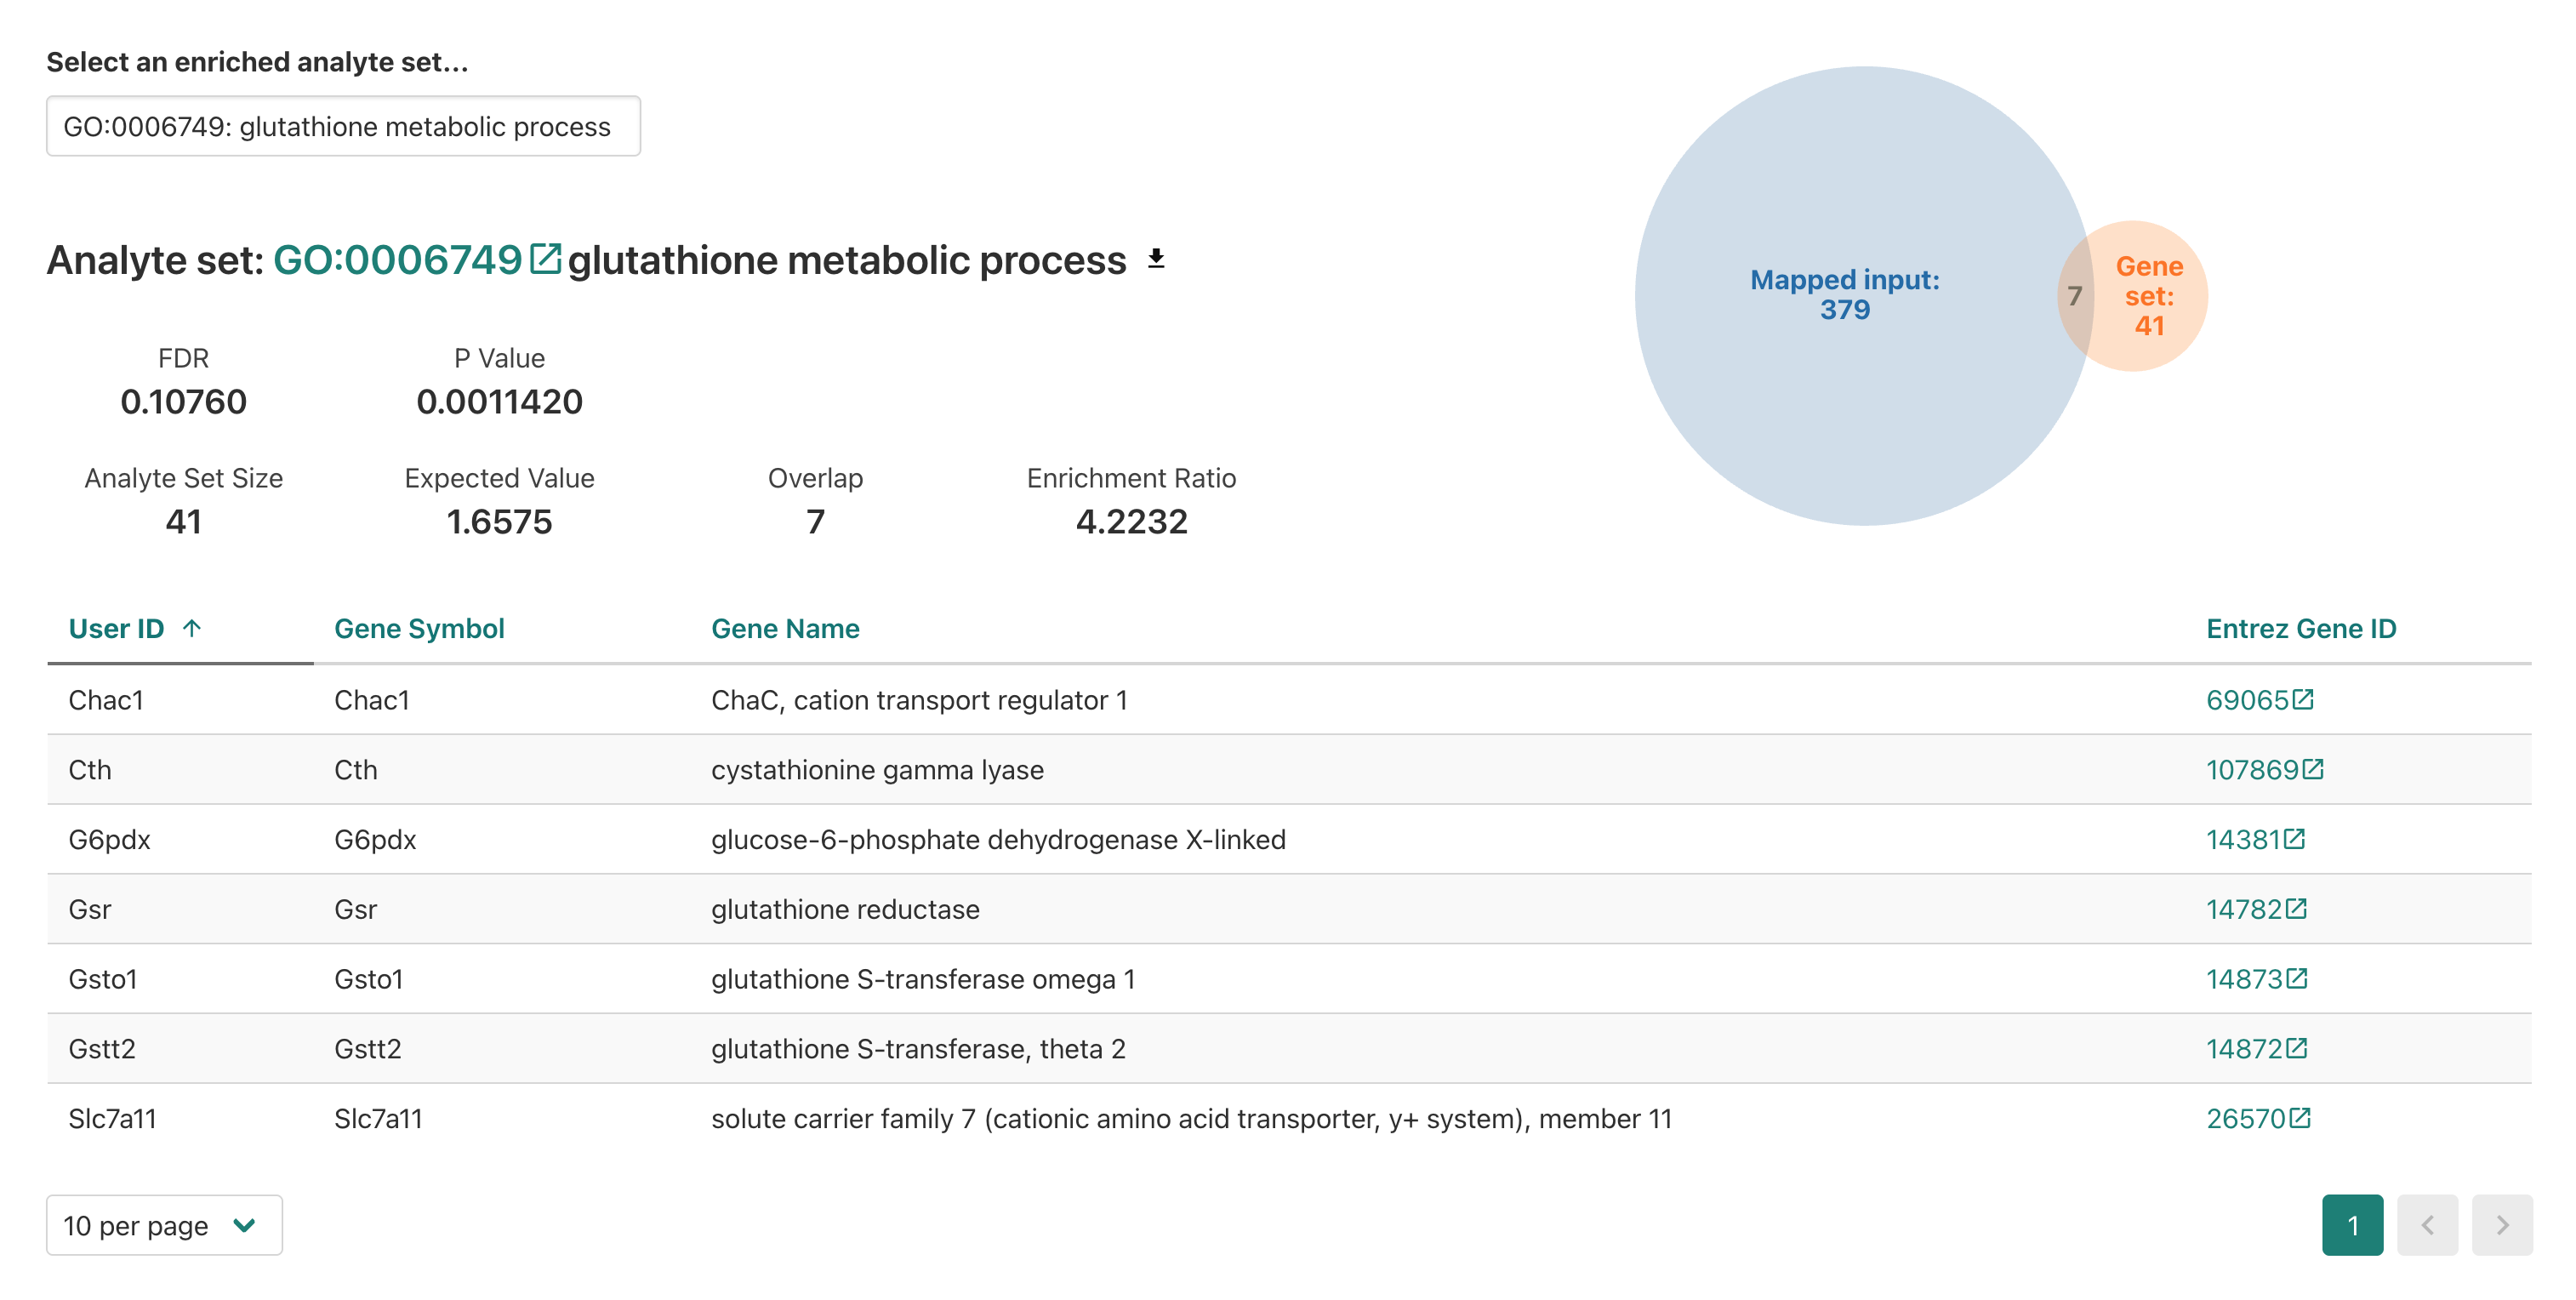 Select an enriched analyte set...
GO:0006749: glutathione metabolic process
Analyte set: GO:0006749 glutathione metabolic process
FDR
0.10760
P Value
0.0011420
Analyte Set Size
41
Expected Value
1.6575
Overlap
7
Enrichment Ratio
4.2232
Mapped input:
379
7
Gene
set:
41
User ID Gene Symbol Gene Name Entrez Gene ID
Chac1 Chac1 ChaC, cation transport regulator 1 69065
Cth Cth cystathionine gamma lyase 107869
G6pdx G6pdx glucose-6-phosphate dehydrogenase X-linked 14381
Gsr Gsr glutathione reductase 14782
Gsto1 Gsto1 glutathione S-transferase omega 1 14873
Gstt2 Gstt2 glutathione S-transferase, theta 2 14872
Slc7a11 Slc7a11 solute carrier family 7 (cationic amino acid transporter, y+ system), member 11 26570
10 per page
1